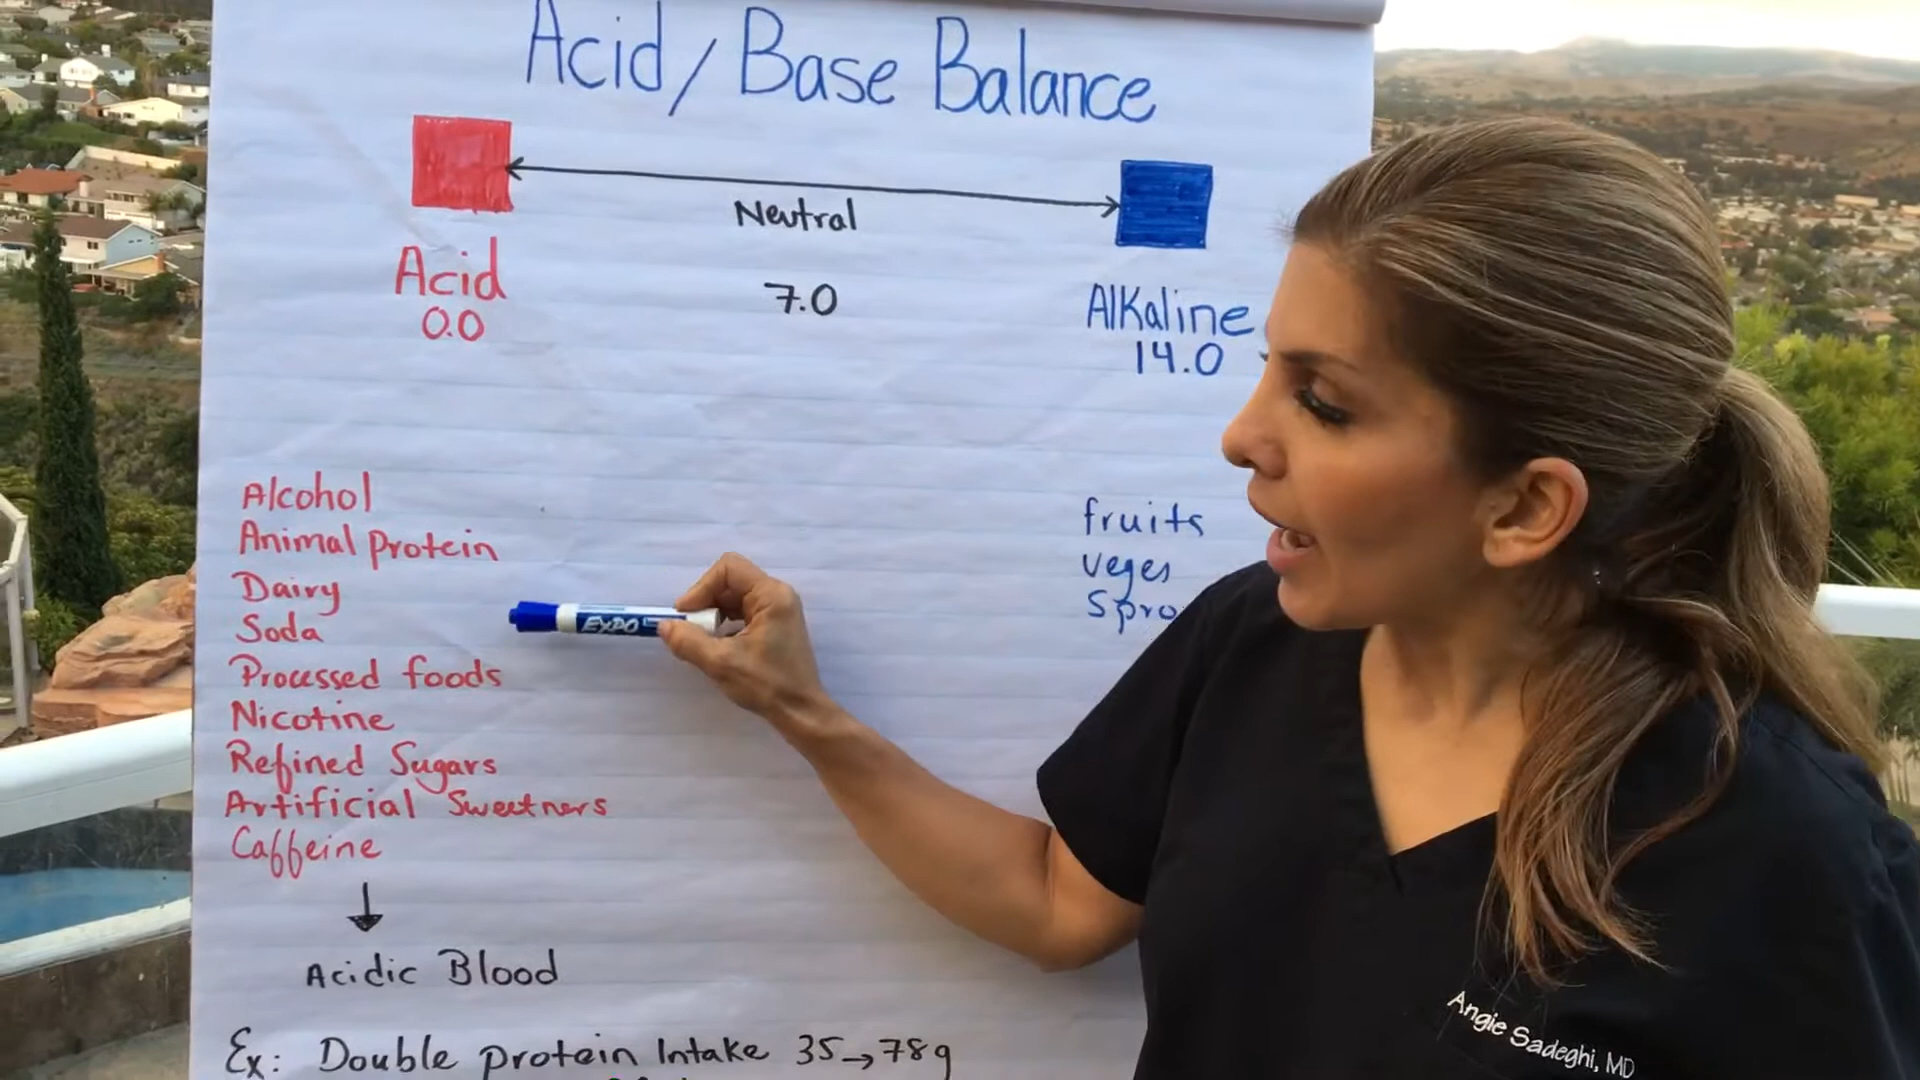 Acid/Base Balance
Neutral
Acid
0.0
7.0
Alkaline
14.0
Alcohol
Animal protein
Dairy
Soda
Processed foods
Nicotine
Refined Sugars
Artificial Sweetners
Caffeine
Acidic Blood
Ex: Double protein Intake 35→78g
fruits
veges
Spro
EXPO
Angie Sadeghi, MD